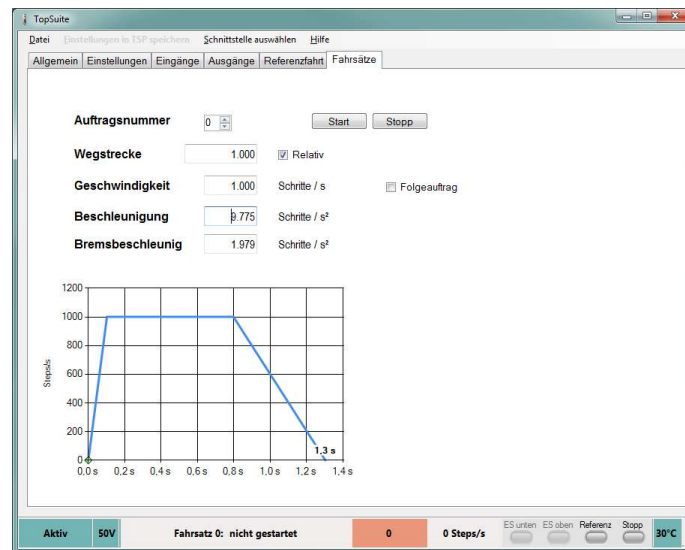 TopSuite
Datei Einstellungen in TSP speichern Schnittstelle auswählen Hilfe
Allgemein Einstellungen Eingänge Ausgänge Referenzfahrt Fahrsätze
Auftragsnummer 0 Start Stopp
Wegstrecke 1.000 Relativ
Geschwindigkeit 1.000 Schritte / s Folgeauftrag
Beschleunigung 9.775 Schritte / s²
Bremsbeschleunig 1.979 Schritte / s²
1200
1000
800
600
400
200
0
Steps/s
1.3 s
0,0 s 0,2 s 0,4 s 0,6 s 0,8 s 1,0 s 1,2 s 1,4 s
Aktiv 50V Fahrsatz 0: nicht gestartet 0 0 Steps/s ES unten ES oben Referenz Stopp 30°C